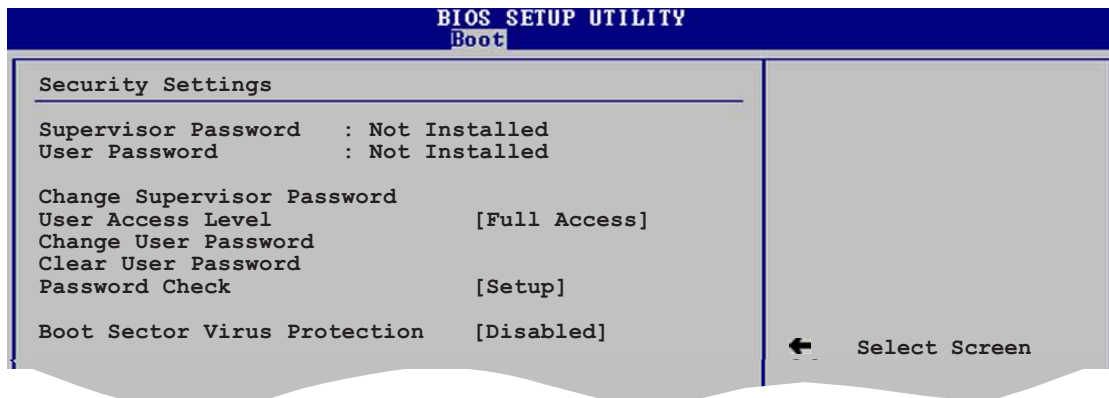 BIOS SETUP UTILITY
Boot
Security Settings
Supervisor Password : Not Installed
User Password : Not Installed
Change Supervisor Password
User Access Level [Full Access]
Change User Password
Clear User Password
Password Check [Setup]
Boot Sector Virus Protection [Disabled]
← Select Screen